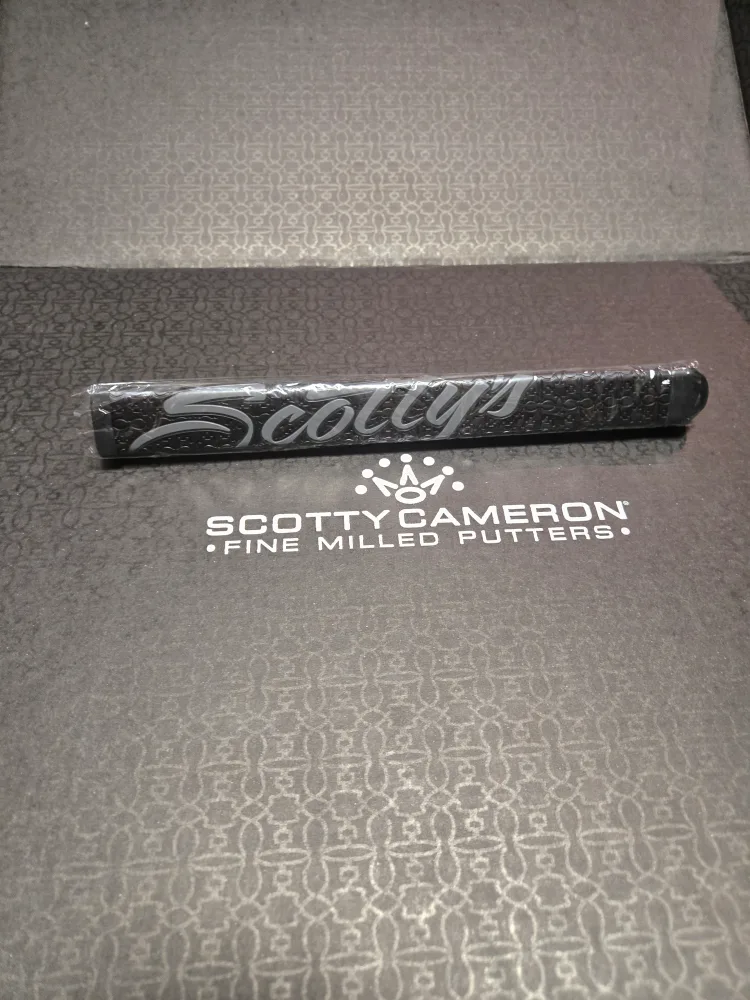 Scotty's
SCOTTY CAMERON®
• FINE MILLED PUTTERS •